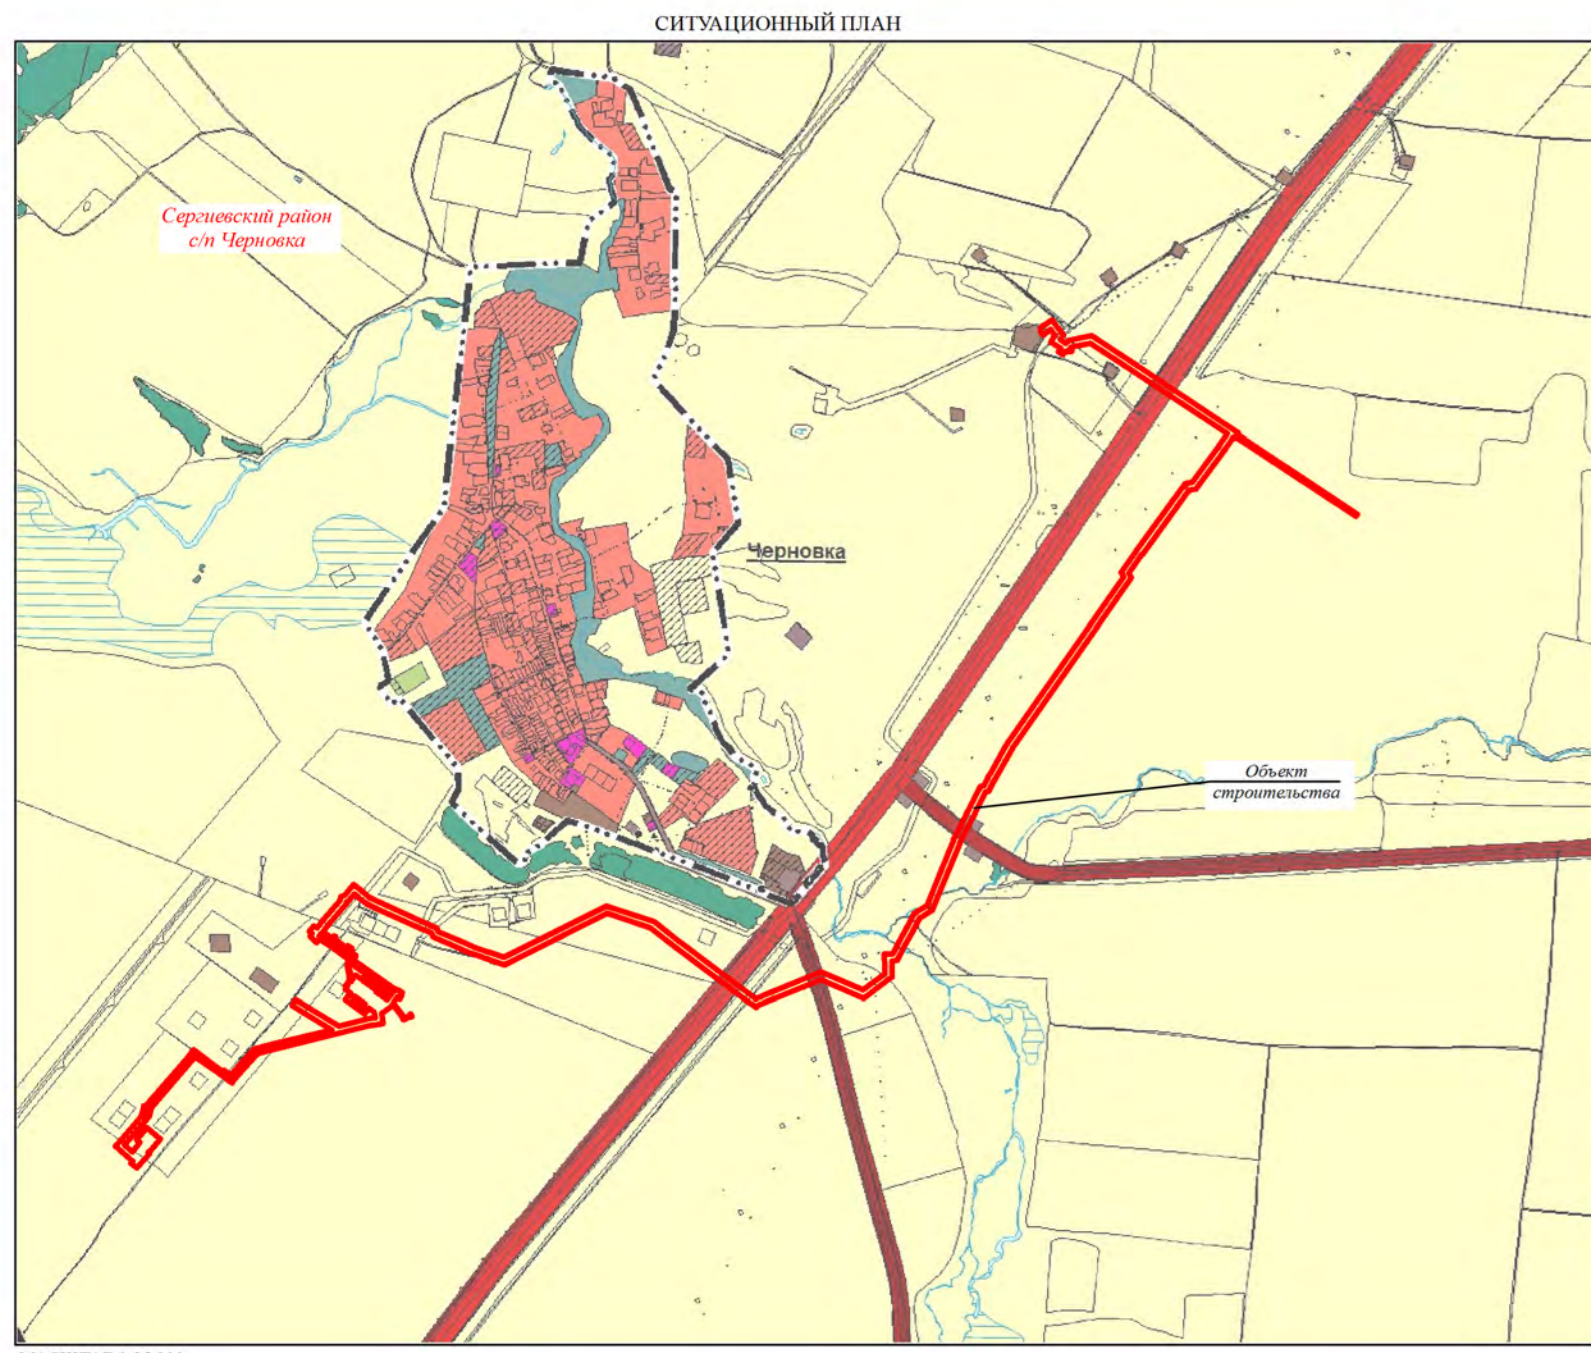 СИТУАЦИОННЫЙ ПЛАН
Сергиевский район
с/п Черновка
Черновка
Объект
строительства